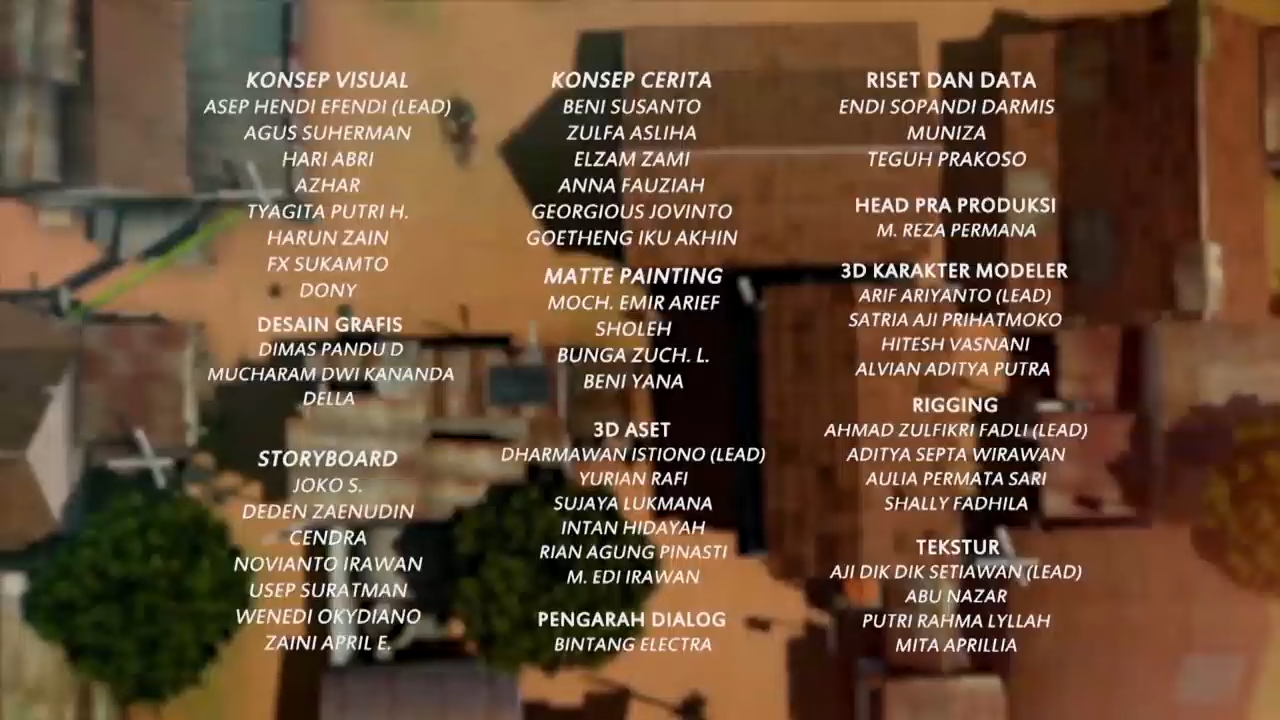 KONSEP VISUAL
ASEP HENDI EFENDI (LEAD)
AGUS SUHERMAN
HARI ABRI
AZHAR
TYAGITA PUTRI H.
HARUN ZAIN
FX SUKAMTO
DONY
DESAIN GRAFIS
DIMAS PANDU D
MUCHARAM DWI KANANDA
DELLA
STORYBOARD
JOKO S.
DEDEN ZAENUDIN
CENDRA
NOVIANTO IRAWAN
USEP SURATMAN
WENEDI OKYDIANO
ZAINI APRIL E.
KONSEP CERITA
BENI SUSANTO
ZULFA ASLIHA
ELZAM ZAMI
ANNA FAUZIAH
GEORGIOUS JOVINTO
GOETHENG IKU AKHIN
MATTE PAINTING
MOCH. EMIR ARIEF
SHOLEH
BUNGA ZUCH. L.
BENI YANA
3D ASET
DHARMAWAN ISTIONO (LEAD)
YURIAN RAFI
SUJAYA LUKMANA
INTAN HIDAYAH
RIAN AGUNG PINASTI
M. EDI IRAWAN
PENGARAH DIALOG
BINTANG ELECTRA
RISET DAN DATA
ENDI SOPANDI DARMIS
MUNIZA
TEGUH PRAKOSO
HEAD PRA PRODUKSI
M. REZA PERMANA
3D KARAKTER MODELER
ARIF ARIYANTO (LEAD)
SATRIA AJI PRIHATMOKO
HITESH VASNANI
ALVIAN ADITYA PUTRA
RIGGING
AHMAD ZULFIKRI FADLI (LEAD)
ADITYA SEPTA WIRAWAN
AULIA PERMATA SARI
SHALLY FADHILA
TEKSTUR
AJI DIK DIK SETIAWAN (LEAD)
ABU NAZAR
PUTRI RAHMA LYLLAH
MITA APRILLIA